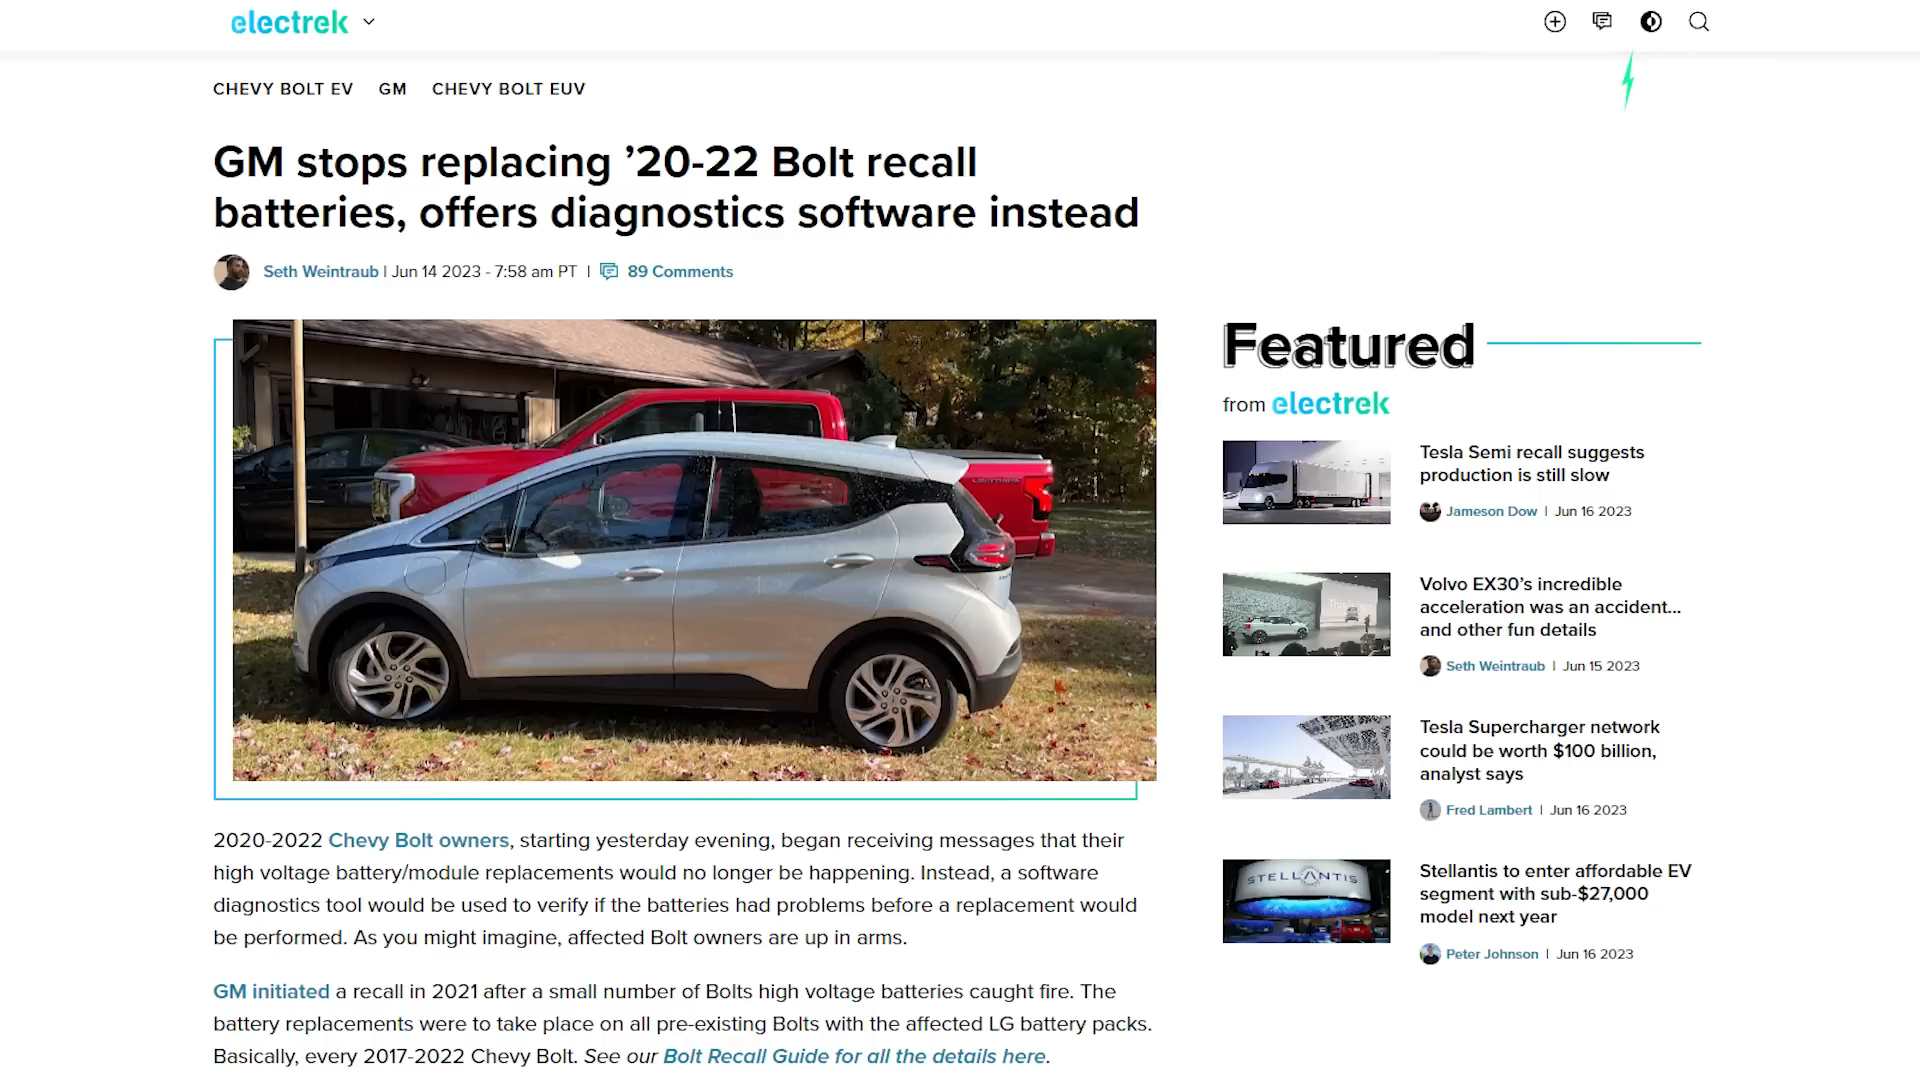 electrek
CHEVY BOLT EV GM CHEVY BOLT EUV
GM stops replacing ’20-22 Bolt recall
batteries, offers diagnostics software instead
Seth Weintraub | Jun 14 2023 - 7:58 am PT | 89 Comments
2020-2022 Chevy Bolt owners, starting yesterday evening, began receiving messages that their
high voltage battery/module replacements would no longer be happening. Instead, a software
diagnostics tool would be used to verify if the batteries had problems before a replacement would
be performed. As you might imagine, affected Bolt owners are up in arms.
GM initiated a recall in 2021 after a small number of Bolts high voltage batteries caught fire. The
battery replacements were to take place on all pre-existing Bolts with the affected LG battery packs.
Basically, every 2017-2022 Chevy Bolt. See our Bolt Recall Guide for all the details here.
Featured
from electrek
Tesla Semi recall suggests
production is still slow
Jameson Dow | Jun 16 2023
Volvo EX30’s incredible
acceleration was an accident…
and other fun details
Seth Weintraub | Jun 15 2023
Tesla Supercharger network
could be worth $100 billion,
analyst says
Fred Lambert | Jun 16 2023
STELLANTIS
Stellantis to enter affordable EV
segment with sub-$27,000
model next year
Peter Johnson | Jun 16 2023